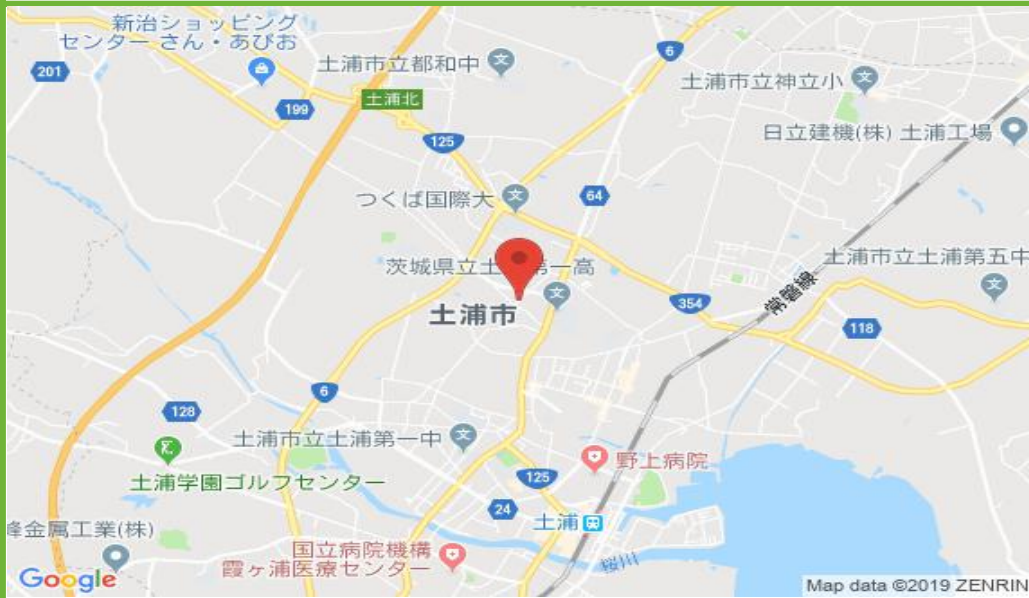 新治ショッピング
センター さん・あぴお
201
土浦市立都和中
6
土浦市立神立小
199
土浦北
日立建機(株) 土浦工場
125
つくば国際大
64
茨城県立土
第一高
土浦市立土浦第五中
常磐線
354
土浦市
118
6
128
土浦市立土浦第一中
野上病院
土浦学園ゴルフセンター
125
24
土浦
峰金属工業(株)
国立病院機構
霞ヶ浦医療センター
桜川
Google
Map data ©2019 ZENRIN